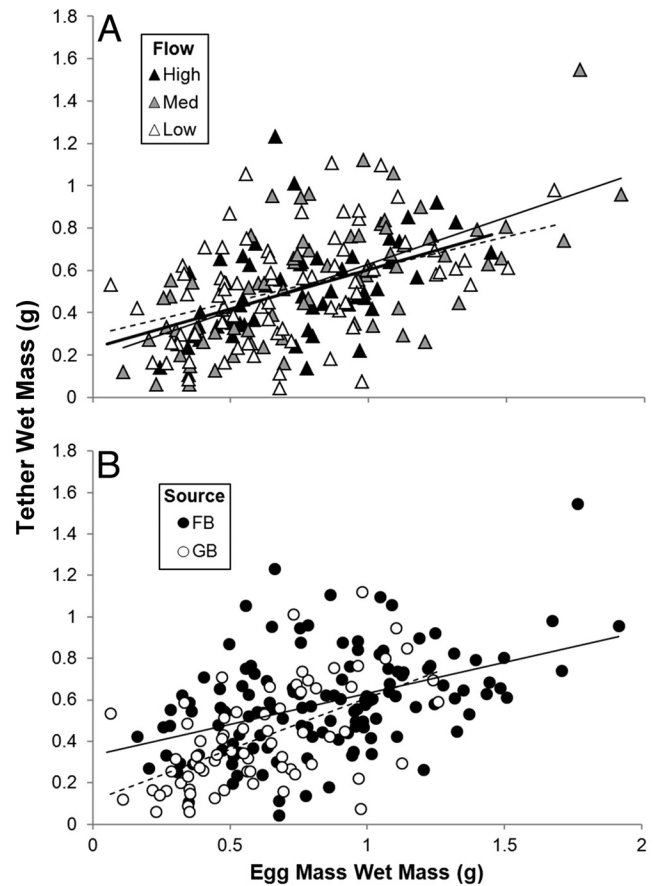 A
Flow
High
Med
Low
1.8
1.6
1.4
1.2
1
0.8
0.6
0.4
0.2
0
Tether Wet Mass (g)
B
Source
FB
GB
1.8
1.6
1.4
1.2
1
0.8
0.6
0.4
0.2
0
0 0.5 1 1.5 2
Egg Mass Wet Mass (g)